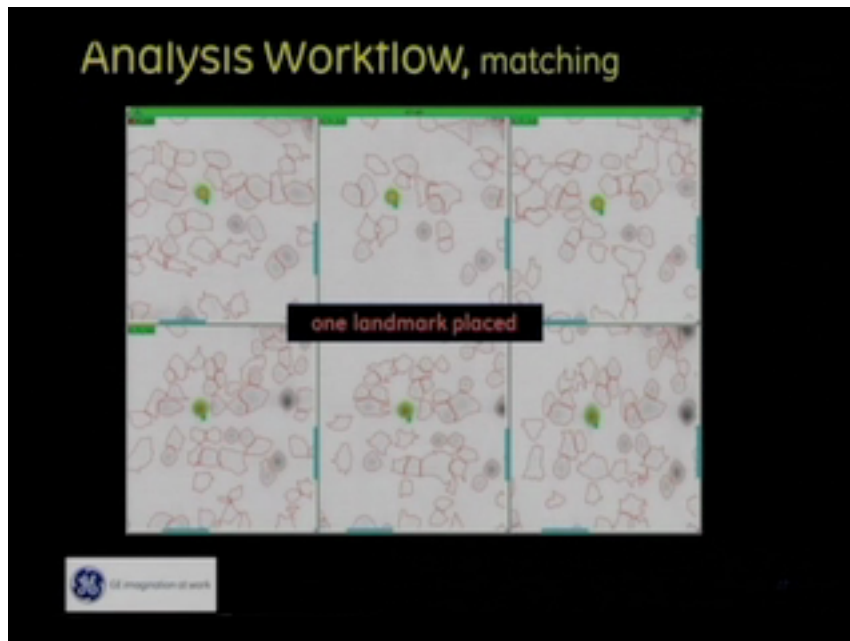 Analysis Workflow, matching
one landmark placed
GE imagination at work